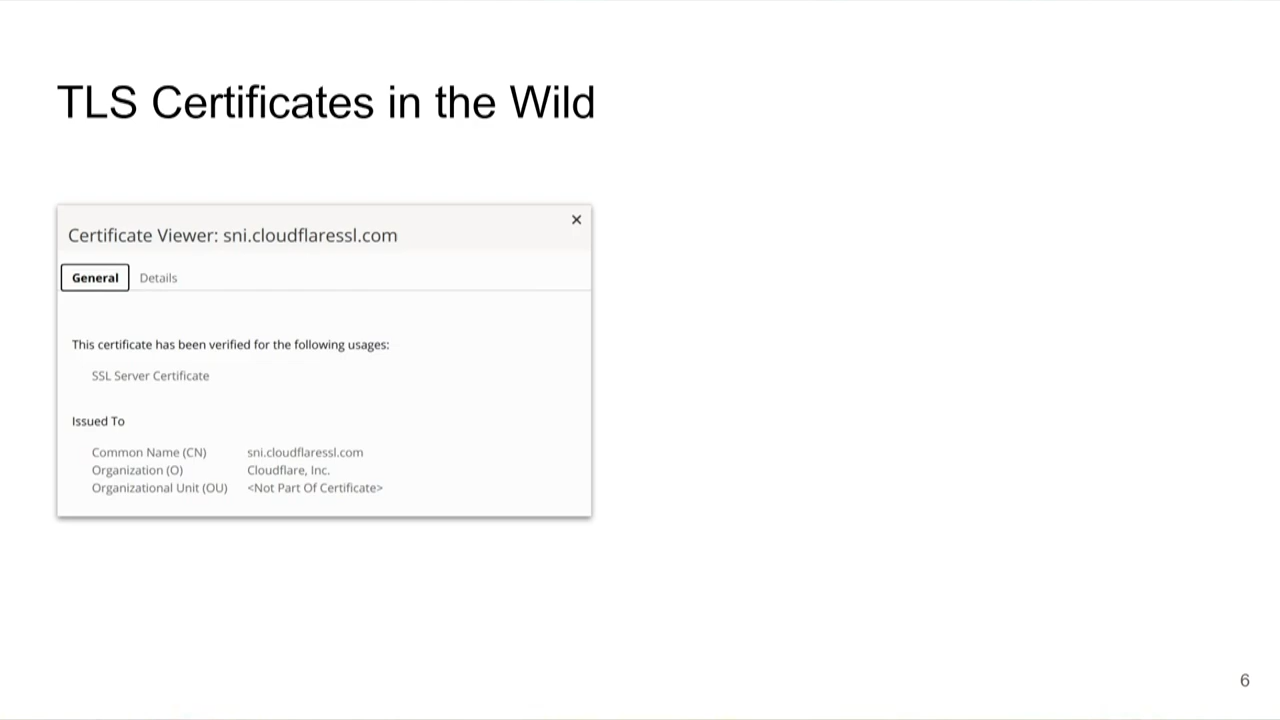 TLS Certificates in the Wild
×
Certificate Viewer: sni.cloudflaressl.com
General Details
This certificate has been verified for the following usages:
SSL Server Certificate
Issued To
Common Name (CN) sni.cloudflaressl.com
Organization (O) Cloudflare, Inc.
Organizational Unit (OU) <Not Part Of Certificate>
6